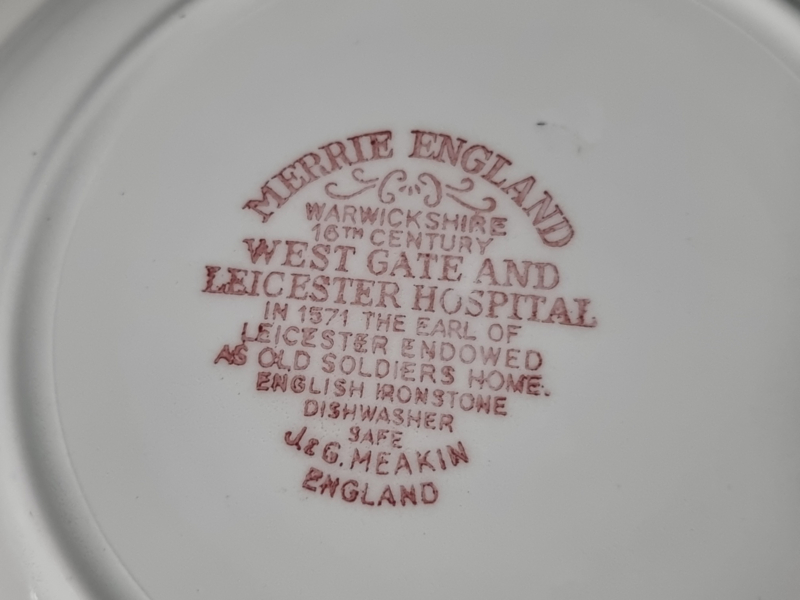 MERRIE ENGLAND
WARWICKSHIRE
16TH CENTURY
WEST GATE AND
LEICESTER HOSPITAL
IN 1571 THE EARL OF
LEICESTER ENDOWED
AS OLD SOLDIERS HOME.
ENGLISH IRONSTONE
DISHWASHER
SAFE
J. & G. MEAKIN
ENGLAND